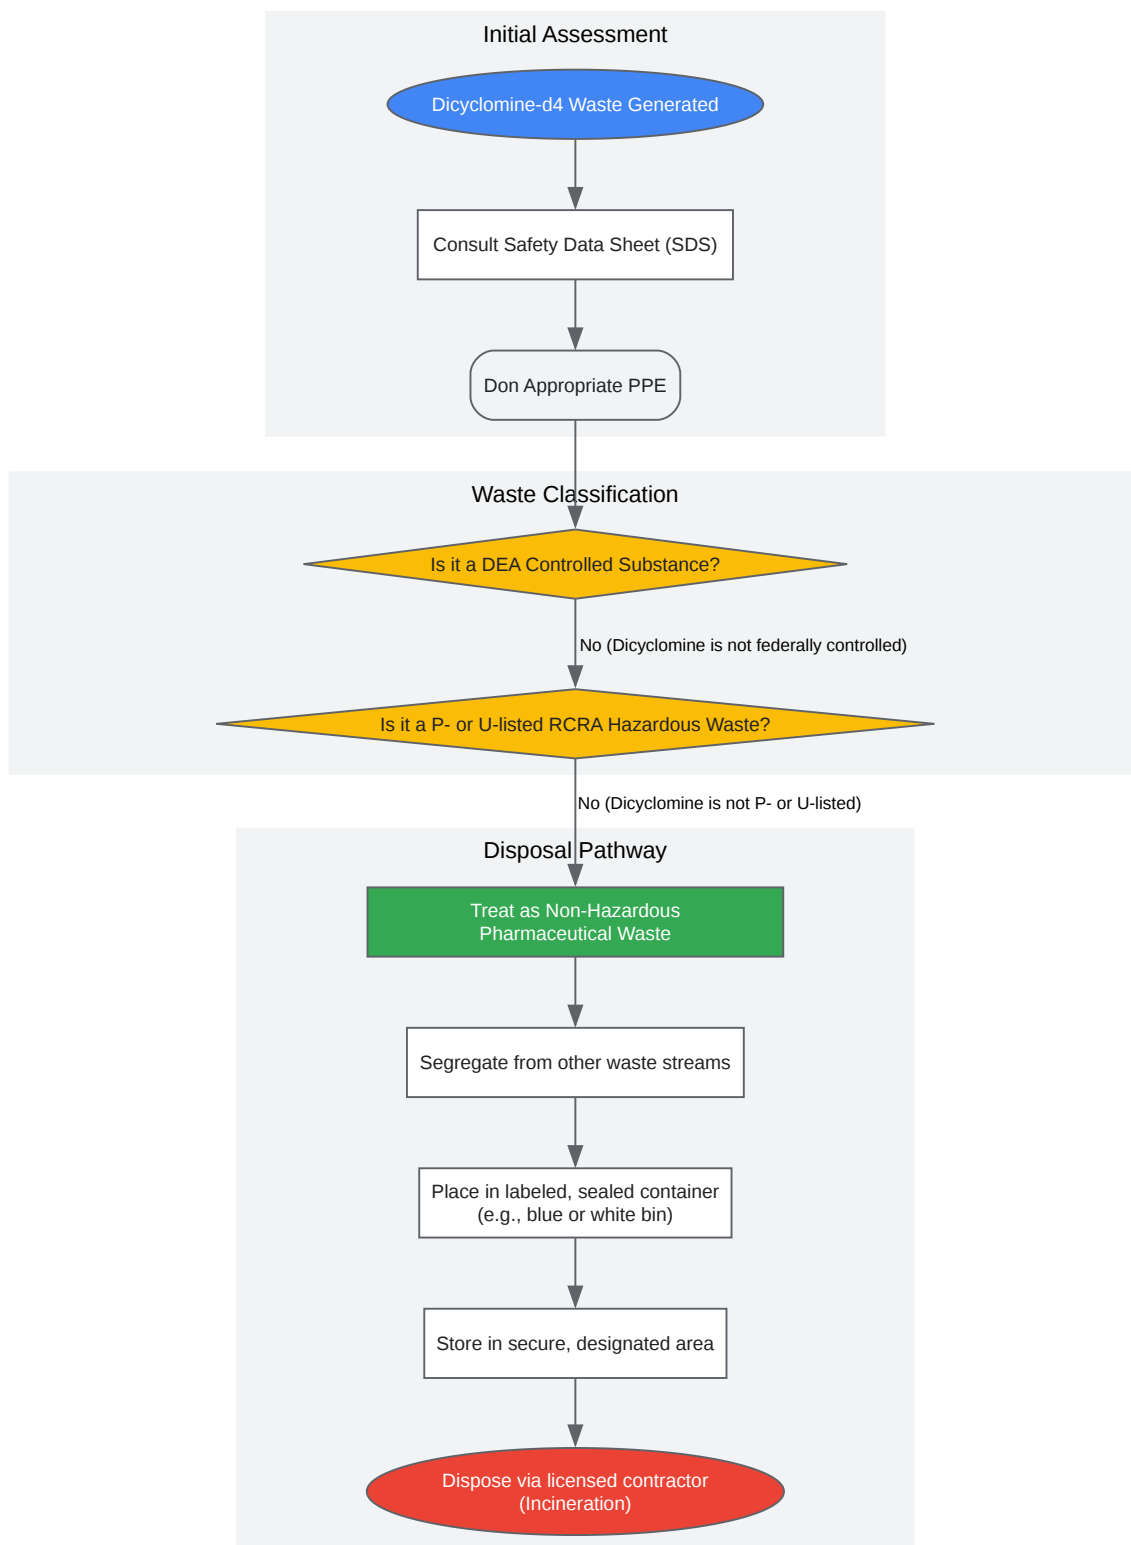 Initial Assessment
Dicyclomine-d4 Waste Generated
Consult Safety Data Sheet (SDS)
Don Appropriate PPE
Waste Classification
Is it a DEA Controlled Substance?
No (Dicyclomine is not federally controlled)
Is it a P- or U-listed RCRA Hazardous Waste?
No (Dicyclomine is not P- or U-listed)
Disposal Pathway
Treat as Non-Hazardous
Pharmaceutical Waste
Segregate from other waste streams
Place in labeled, sealed container
(e.g., blue or white bin)
Store in secure, designated area
Dispose via licensed contractor
(Incineration)